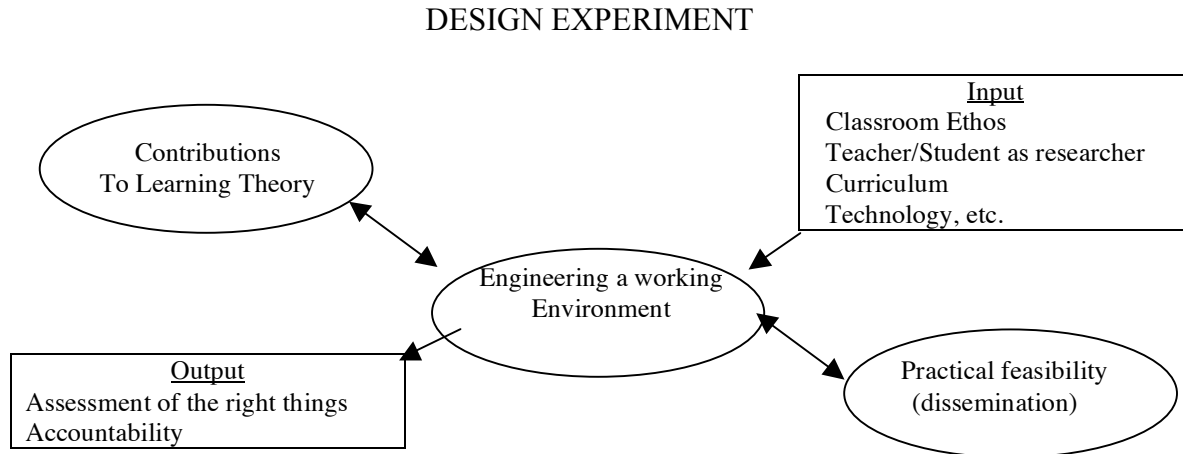 DESIGN EXPERIMENT
Contributions
To Learning Theory
Input
Classroom Ethos
Teacher/Student as researcher
Curriculum
Technology, etc.
Engineering a working
Environment
Output
Assessment of the right things
Accountability
Practical feasibility
(dissemination)